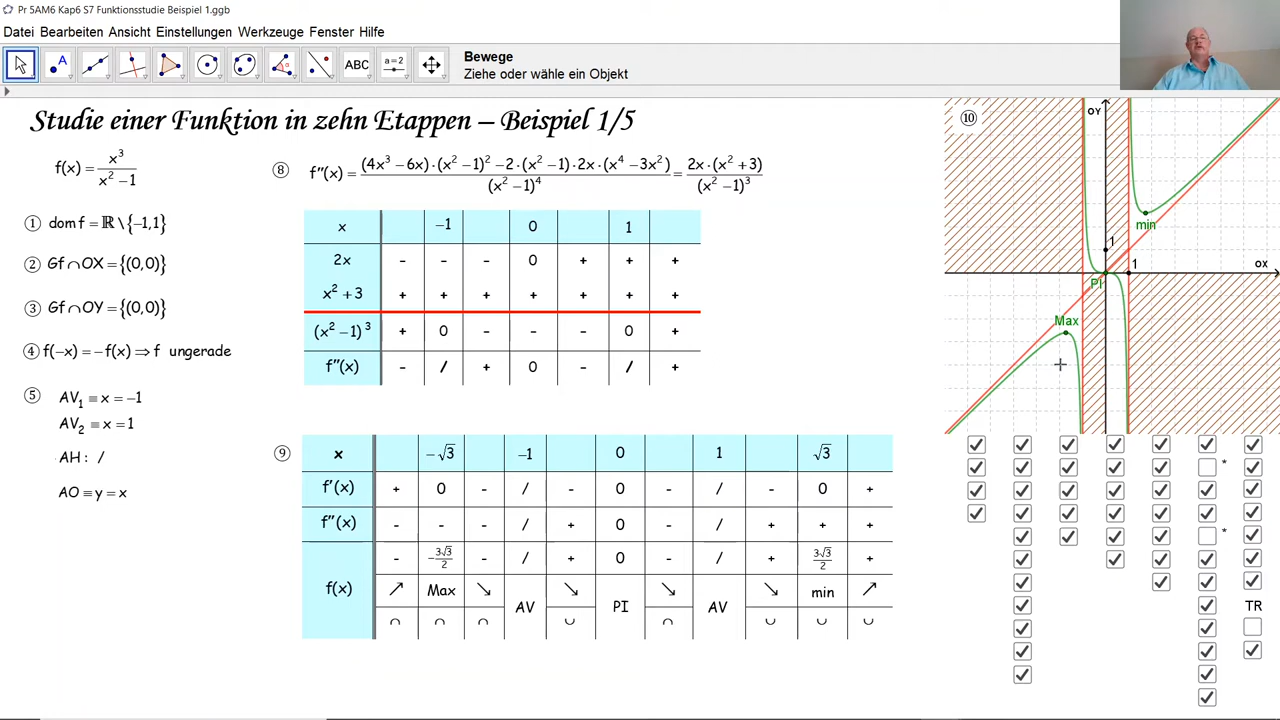 Pr 5AM6 Kap6 S7 Funktionsstudie Beispiel 1.ggb
Datei Bearbeiten Ansicht Einstellungen Werkzeuge Fenster Hilfe
A
ABC
a=2
Bewege
Ziehe oder wähle ein Objekt
Studie einer Funktion in zehn Etappen – Beispiel 1/5
f(x) = x³ / (x² − 1)
① dom f = ℝ \ {−1,1}
② Gf ∩ OX = {(0,0)}
③ Gf ∩ OY = {(0,0)}
④ f(−x) = −f(x) ⇒ f ungerade
⑤ AV₁ ≡ x = −1
AV₂ ≡ x = 1
AH : /
AO ≡ y = x
⑧ f''(x) = ((4x³ − 6x)·(x² − 1)² − 2·(x² − 1)·2x·(x⁴ − 3x²)) / (x² − 1)⁴ = 2x·(x² + 3) / (x² − 1)³
x −1 0 1
2x - - - 0 + + +
x² + 3 + + + + + + +
(x² − 1)³ + 0 - - - 0 +
f''(x) - / + 0 - / +
⑨ x −√3 −1 0 1 √3
f'(x) + 0 - / - 0 - / - 0 +
f''(x) - - - / + 0 - / + + +
f(x) - −3√3/2 - / + 0 - / + 3√3/2 +
↗ Max ↘ AV ↘ PI ↘ AV ↘ min ↗
∩ ∩ ∩ ∪ ∩ ∪ ∪ ∪
⑩ OY
min
1
1 OX
PI
Max
*
*
TR